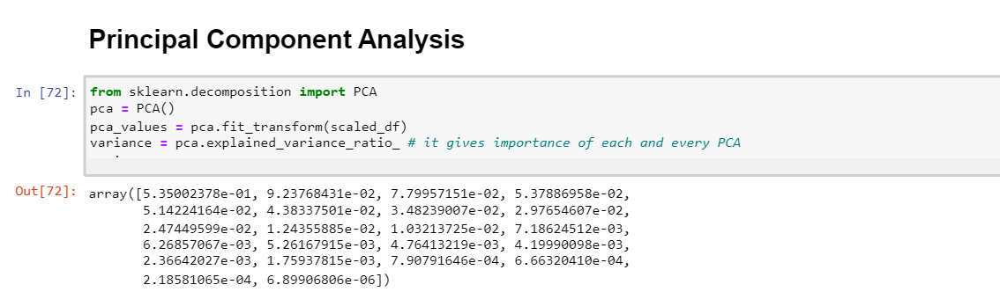 Principal Component Analysis
In [72]: from sklearn.decomposition import PCA
pca = PCA()
pca_values = pca.fit_transform(scaled_df)
variance = pca.explained_variance_ratio_ # it gives importance of each and every PCA
Out[72]: array([5.35002378e-01, 9.23768431e-02, 7.79957151e-02, 5.37886958e-02,
5.14224164e-02, 4.38337501e-02, 3.48239007e-02, 2.97654607e-02,
2.47449599e-02, 1.24355885e-02, 1.03213725e-02, 7.18624512e-03,
6.26857067e-03, 5.26167915e-03, 4.76413219e-03, 4.19990098e-03,
2.36642027e-03, 1.75937815e-03, 7.90791646e-04, 6.66320410e-04,
2.18581065e-04, 6.89906806e-06])